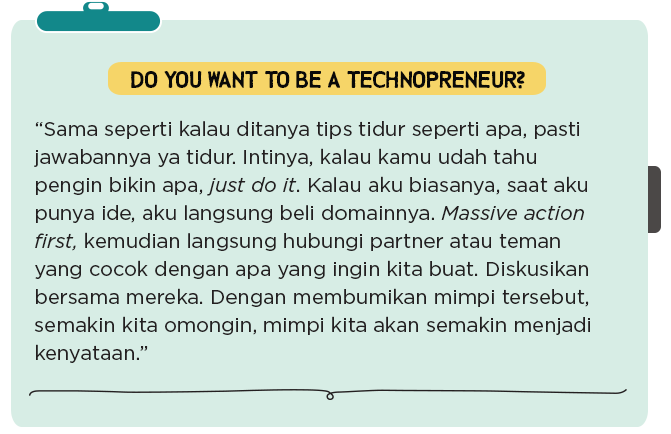 DO YOU WANT TO BE A TECHNOPRENEUR?
“Sama seperti kalau ditanya tips tidur seperti apa, pasti
jawabannya ya tidur. Intinya, kalau kamu udah tahu
pengin bikin apa, just do it. Kalau aku biasanya, saat aku
punya ide, aku langsung beli domainnya. Massive action
first, kemudian langsung hubungi partner atau teman
yang cocok dengan apa yang ingin kita buat. Diskusikan
bersama mereka. Dengan membumikan mimpi tersebut,
semakin kita omongin, mimpi kita akan semakin menjadi
kenyataan.”